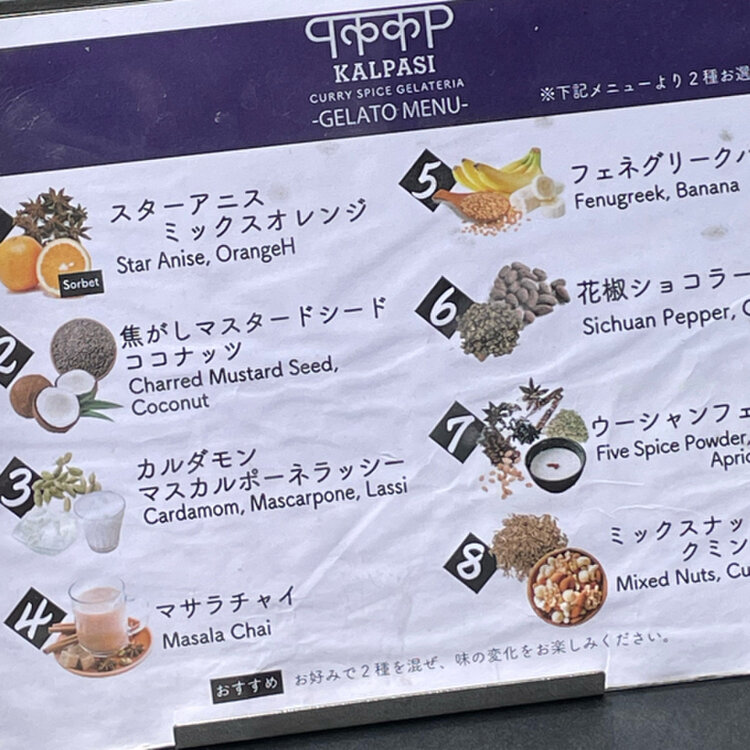 KALPASI
CURRY SPICE GELATERIA
-GELATO MENU-
※下記メニューより2種お選
スターアニス
ミックスオレンジ
Star Anise, OrangeH
Sorbet
2
焦がしマスタードシード
ココナッツ
Charred Mustard Seed,
Coconut
3
カルダモン
マスカルポーネラッシー
Cardamom, Mascarpone, Lassi
4
マサラチャイ
Masala Chai
5
フェネグリークバ
Fenugreek, Banana
6
花椒ショコラー
Sichuan Pepper, C
7
ウーシャンフェ
Five Spice Powder,
Apric
8
ミックスナッ
クミン
Mixed Nuts, Cu
おすすめ お好みで2種を混ぜ、味の変化をお楽しみください。